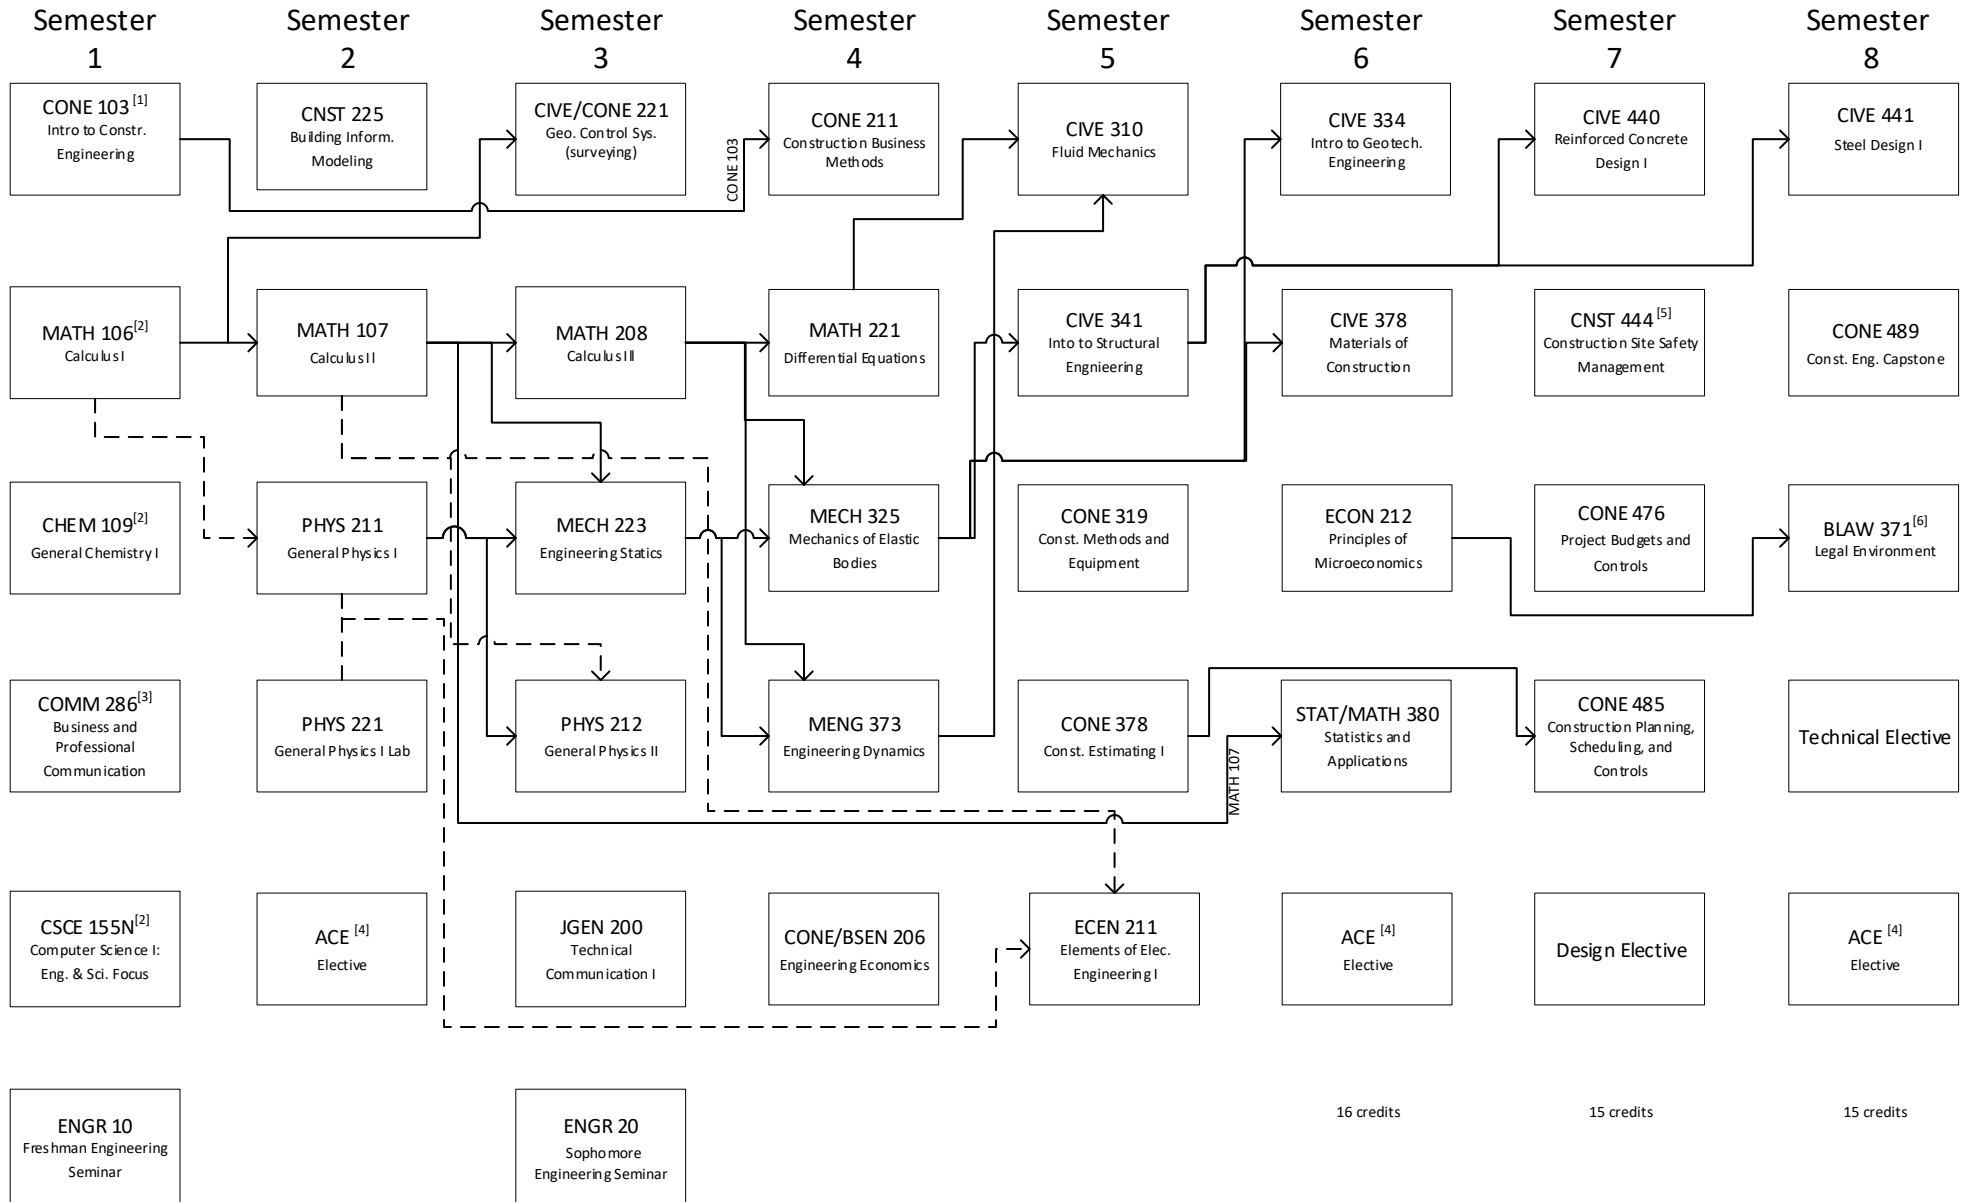 Semester
1
Semester
2
Semester
3
Semester
4
Semester
5
Semester
6
Semester
7
Semester
8
CONE 103[1]
Intro to Constr.
Engineering
CNST 225
Building Inform.
Modeling
CIVE/CONE 221
Geo. Control Sys.
(surveying)
CONE 103
CONE 211
Construction Business
Methods
CIVE 310
Fluid Mechanics
CIVE 334
Intro to Geotech.
Engineering
CIVE 440
Reinforced Concrete
Design I
CIVE 441
Steel Design I
MATH 106[2]
Calculus I
MATH 107
Calculus II
MATH 208
Calculus III
MATH 221
Differential Equations
CIVE 341
Into to Structural
Engnieering
CIVE 378
Materials of
Construction
CNST 444 [5]
Construction Site Safety
Management
CONE 489
Const. Eng. Capstone
CHEM 109[2]
General Chemistry I
PHYS 211
General Physics I
MECH 223
Engineering Statics
MECH 325
Mechanics of Elastic
Bodies
CONE 319
Const. Methods and
Equipment
ECON 212
Principles of
Microeconomics
CONE 476
Project Budgets and
Controls
BLAW 371[6]
Legal Environment
COMM 286[3]
Business and
Professional
Communication
PHYS 221
General Physics I Lab
PHYS 212
General Physics II
MENG 373
Engineering Dynamics
CONE 378
Const. Estimating I
MATH 107
STAT/MATH 380
Statistics and
Applications
CONE 485
Construction Planning,
Scheduling, and
Controls
Technical Elective
CSCE 155N[2]
Computer Science I:
Eng. & Sci. Focus
ACE [4]
Elective
JGEN 200
Technical
Communication I
CONE/BSEN 206
Engineering Economics
ECEN 211
Elements of Elec.
Engineering I
ACE [4]
Elective
Design Elective
ACE [4]
Elective
ENGR 10
Freshman Engineering
Seminar
ENGR 20
Sophomore
Engineering Seminar
16 credits
15 credits
15 credits